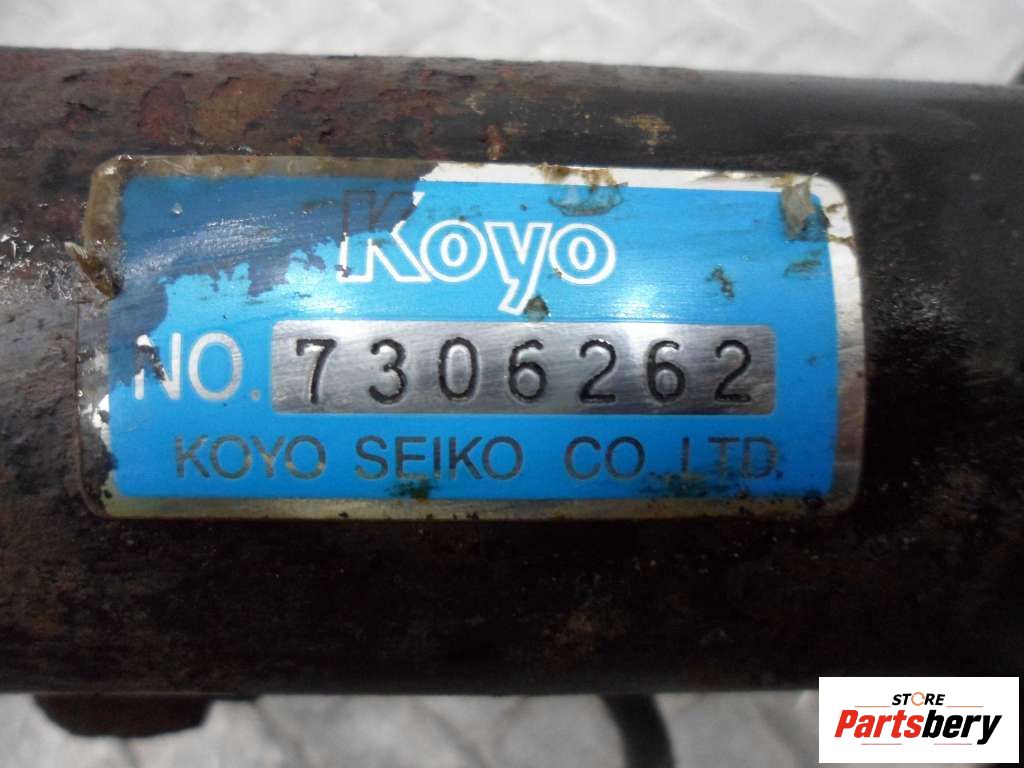 Koyo
NO. 7306262
KOYO SEIKO CO., LTD.
STORE
Partsbery